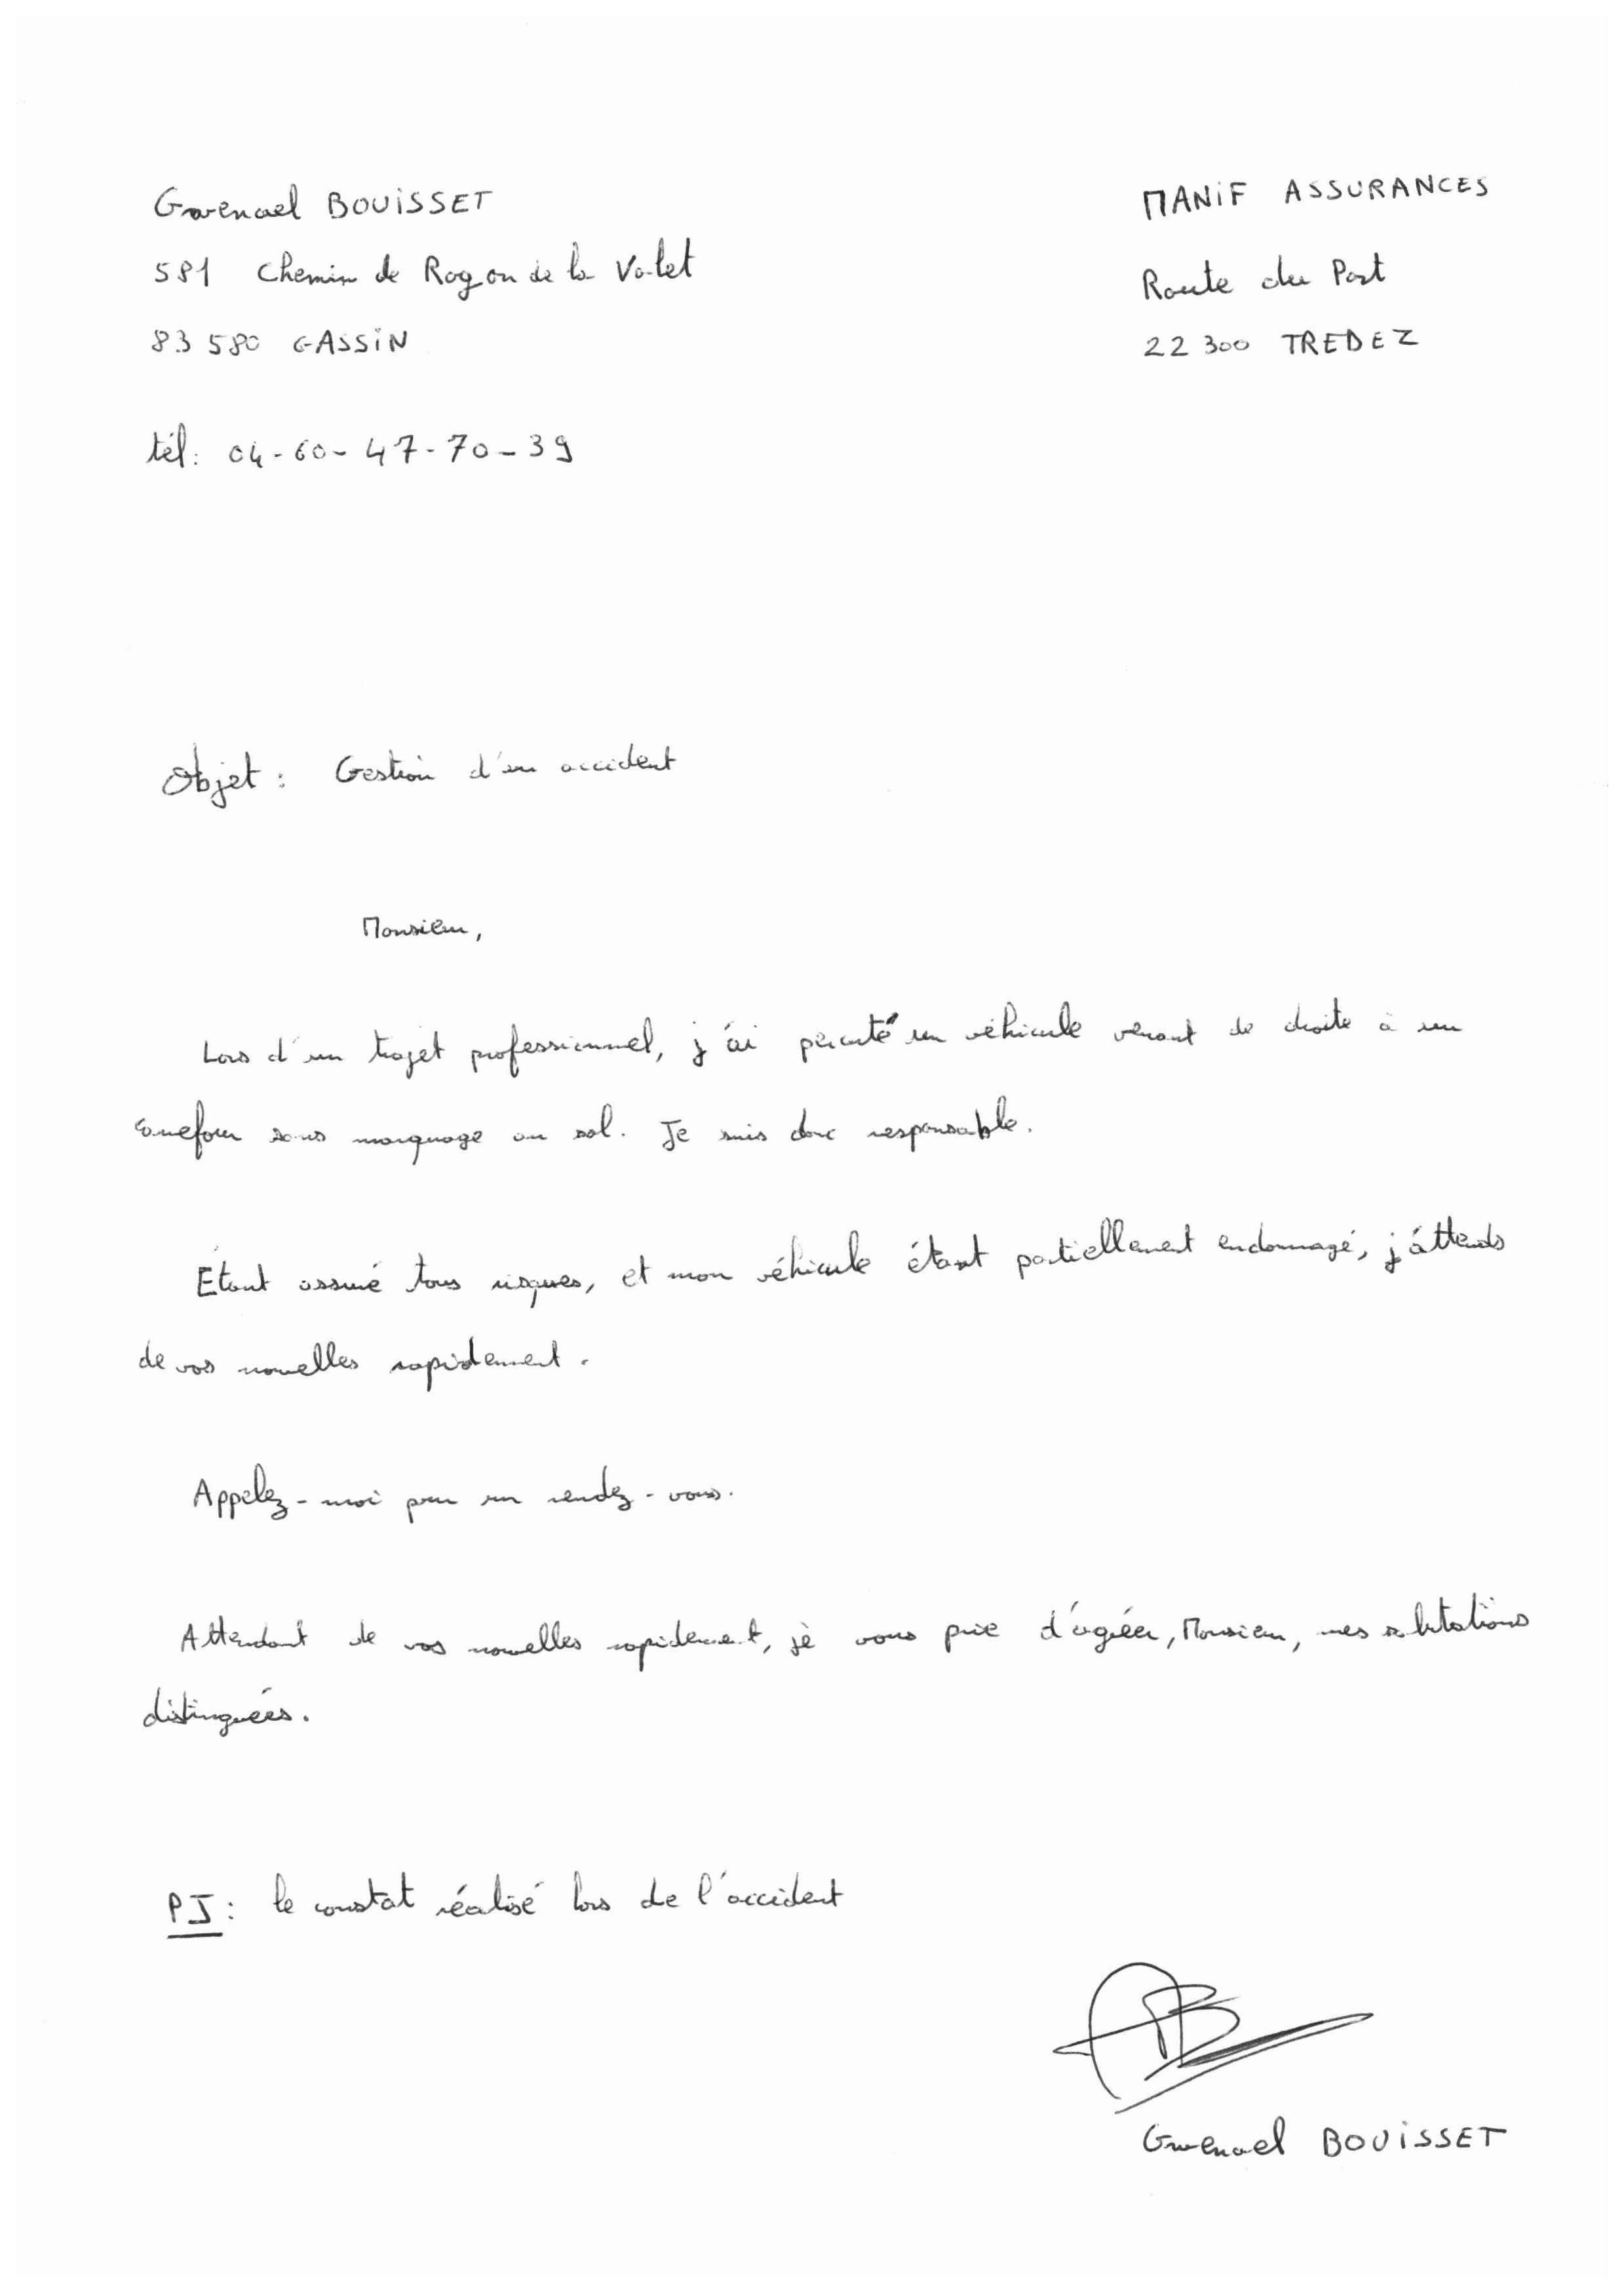 Gwenael BOUISSET
581 Chemin de Rogon de la Valet
83 580 GASSIN
tél: 04-60-47-70-39
MANIF ASSURANCES
Route du Port
22 300 TREDEZ
Objet : Gestion d'un accident
Monsieur,
Lors d'un trajet professionnel, j'ai percuté un véhicule venant de droite à un
carrefour sans marquage au sol. Je suis donc responsable.
Etant assuré tous risques, et mon véhicule étant partiellement endommagé, j'attends
de vos nouvelles rapidement.
Appelez-moi pour un rendez-vous.
Attendant de vos nouvelles rapidement, je vous prie d'agréer, Monsieur, mes salutations
distinguées.
PJ : le constat réalisé lors de l'accident
Gwenael BOUISSET